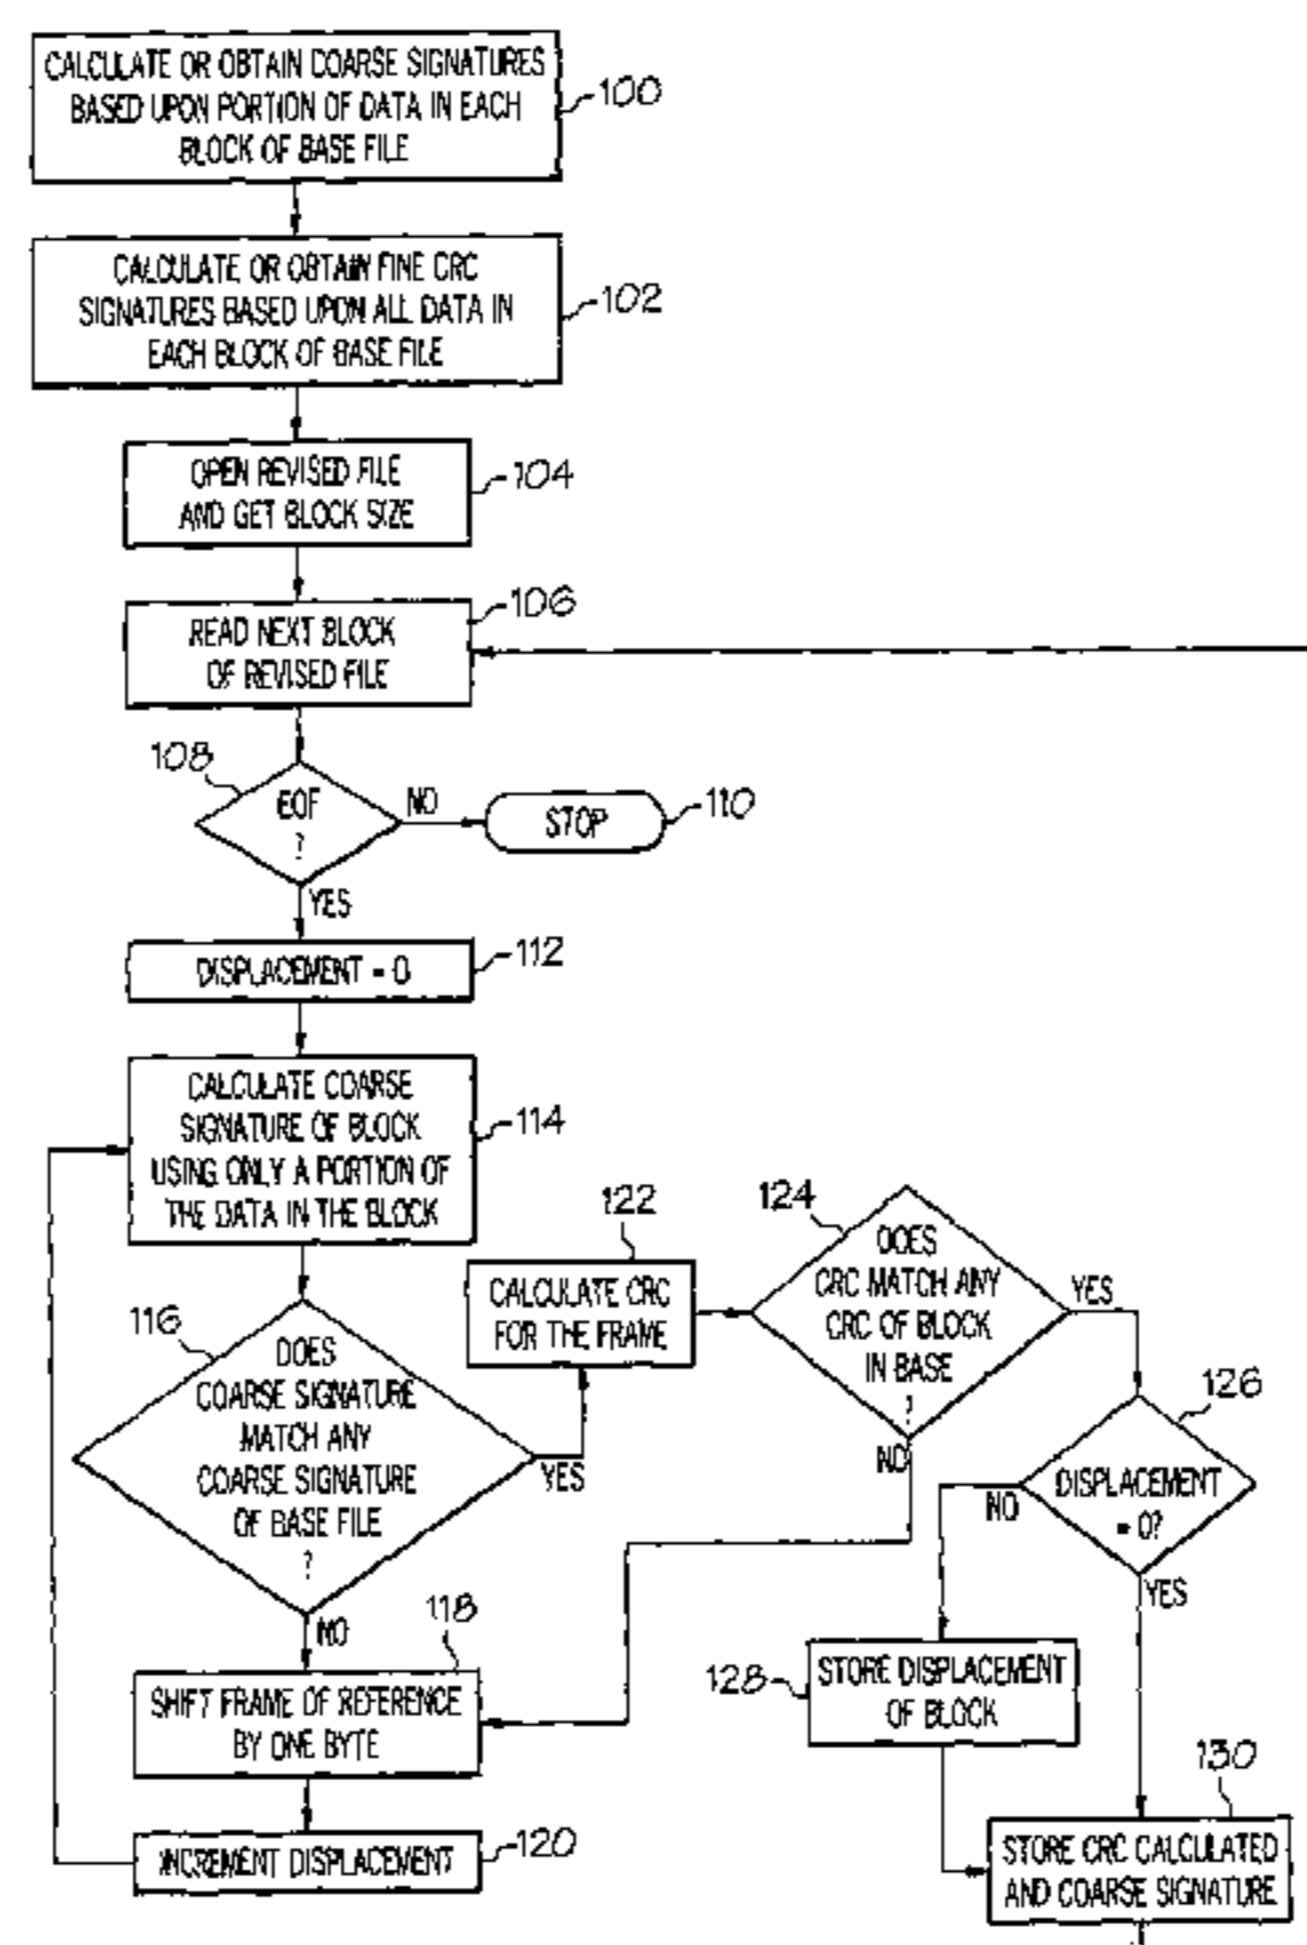 CALCULATE OR OBTAIN COARSE SIGNATURES
BASED UPON PORTION OF DATA IN EACH
BLOCK OF BASE FILE
100
CALCULATE OR OBTAIN FINE CRC
SIGNATURES BASED UPON ALL DATA IN
EACH BLOCK OF BASE FILE
102
OPEN REVISED FILE
AND GET BLOCK SIZE
104
READ NEXT BLOCK
OF REVISED FILE
106
108
EOF
?
NO
STOP
110
YES
DISPLACEMENT = 0
112
CALCULATE COARSE
SIGNATURE OF BLOCK
USING ONLY A PORTION OF
THE DATA IN THE BLOCK
114
116
DOES
COARSE SIGNATURE
MATCH ANY
COARSE SIGNATURE
OF BASE FILE
?
YES
NO
122
CALCULATE CRC
FOR THE FRAME
124
DOES
CRC MATCH ANY
CRC OF BLOCK
IN BASE
?
YES
NO
126
DISPLACEMENT
= 0?
NO
YES
118
SHIFT FRAME OF REFERENCE
BY ONE BYTE
128
STORE DISPLACEMENT
OF BLOCK
INCREMENT DISPLACEMENT
120
130
STORE CRC CALCULATED
AND COARSE SIGNATURE